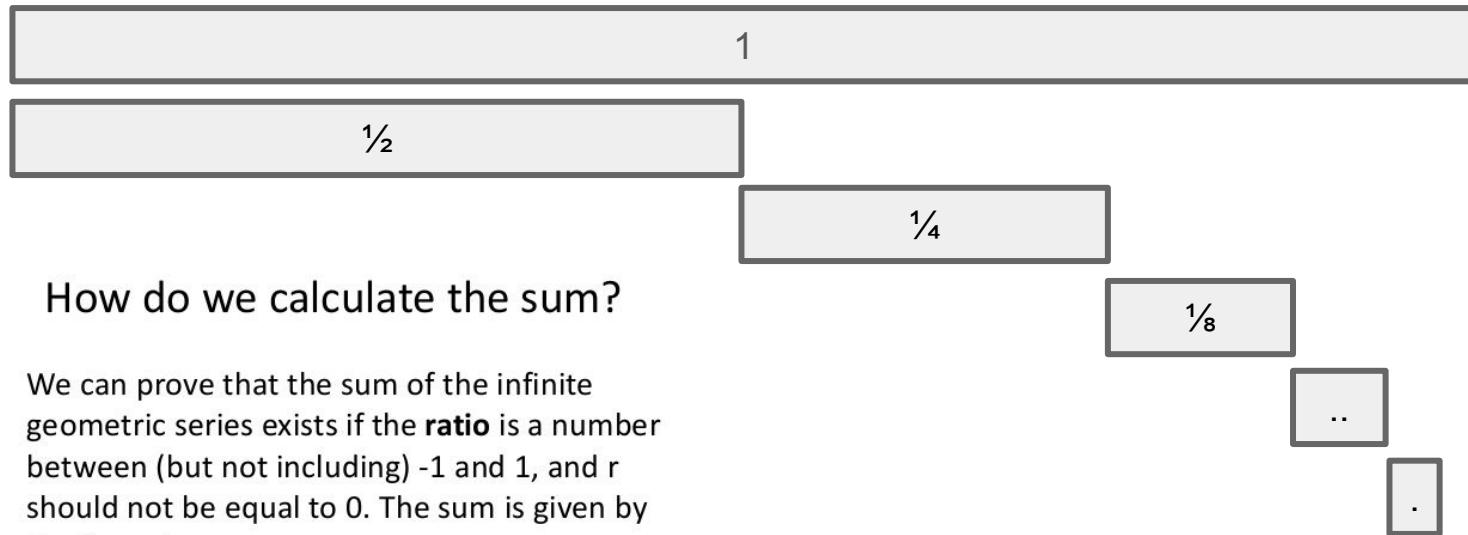 1
½
¼
How do we calculate the sum?
⅛
We can prove that the sum of the infinite
geometric series exists if the ratio is a number
between (but not including) -1 and 1, and r
should not be equal to 0. The sum is given by
..
.